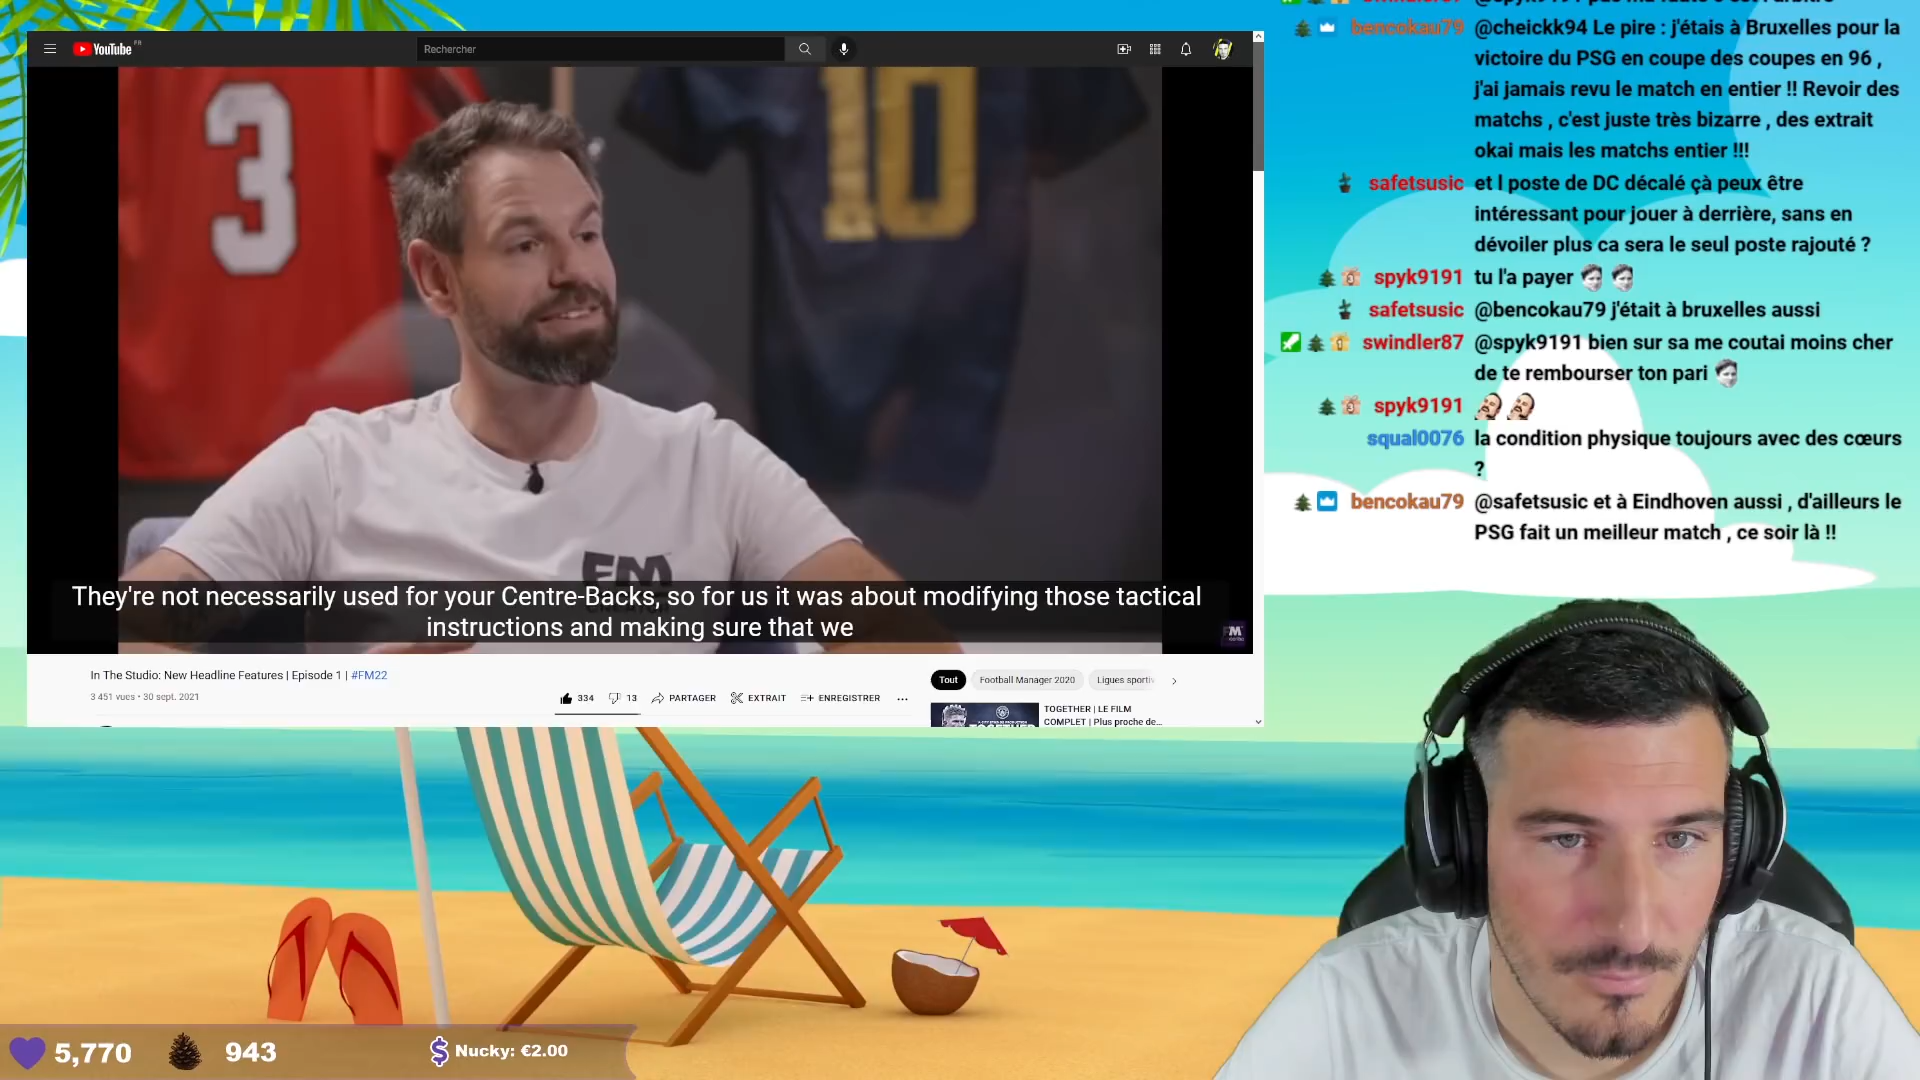 YouTube FR
Rechercher
3
10
FM
They're not necessarily used for your Centre-Backs, so for us it was about modifying those tactical
instructions and making sure that we
FM
In The Studio: New Headline Features | Episode 1 | #FM22
3 451 vues • 30 sept. 2021
334
13
PARTAGER
EXTRAIT
ENREGISTRER
Tout
Football Manager 2020
Ligues sporti
TOGETHER | LE FILM
COMPLET | Plus proche de...
bencokau79 @cheickk94 Le pire : j'étais à Bruxelles pour la
victoire du PSG en coupe des coupes en 96 ,
j'ai jamais revu le match en entier !! Revoir des
matchs , c'est juste très bizarre , des extrait
okai mais les matchs entier !!!
safetsusic et l poste de DC décalé çà peux être
intéressant pour jouer à derrière, sans en
dévoiler plus ca sera le seul poste rajouté ?
spyk9191 tu l'a payer
safetsusic @bencokau79 j'était à bruxelles aussi
swindler87 @spyk9191 bien sur sa me coutai moins cher
de te rembourser ton pari
spyk9191
squal0076 la condition physique toujours avec des cœurs
?
bencokau79 @safetsusic et à Eindhoven aussi , d'ailleurs le
PSG fait un meilleur match , ce soir là !!
5,770
943
Nucky: €2.00